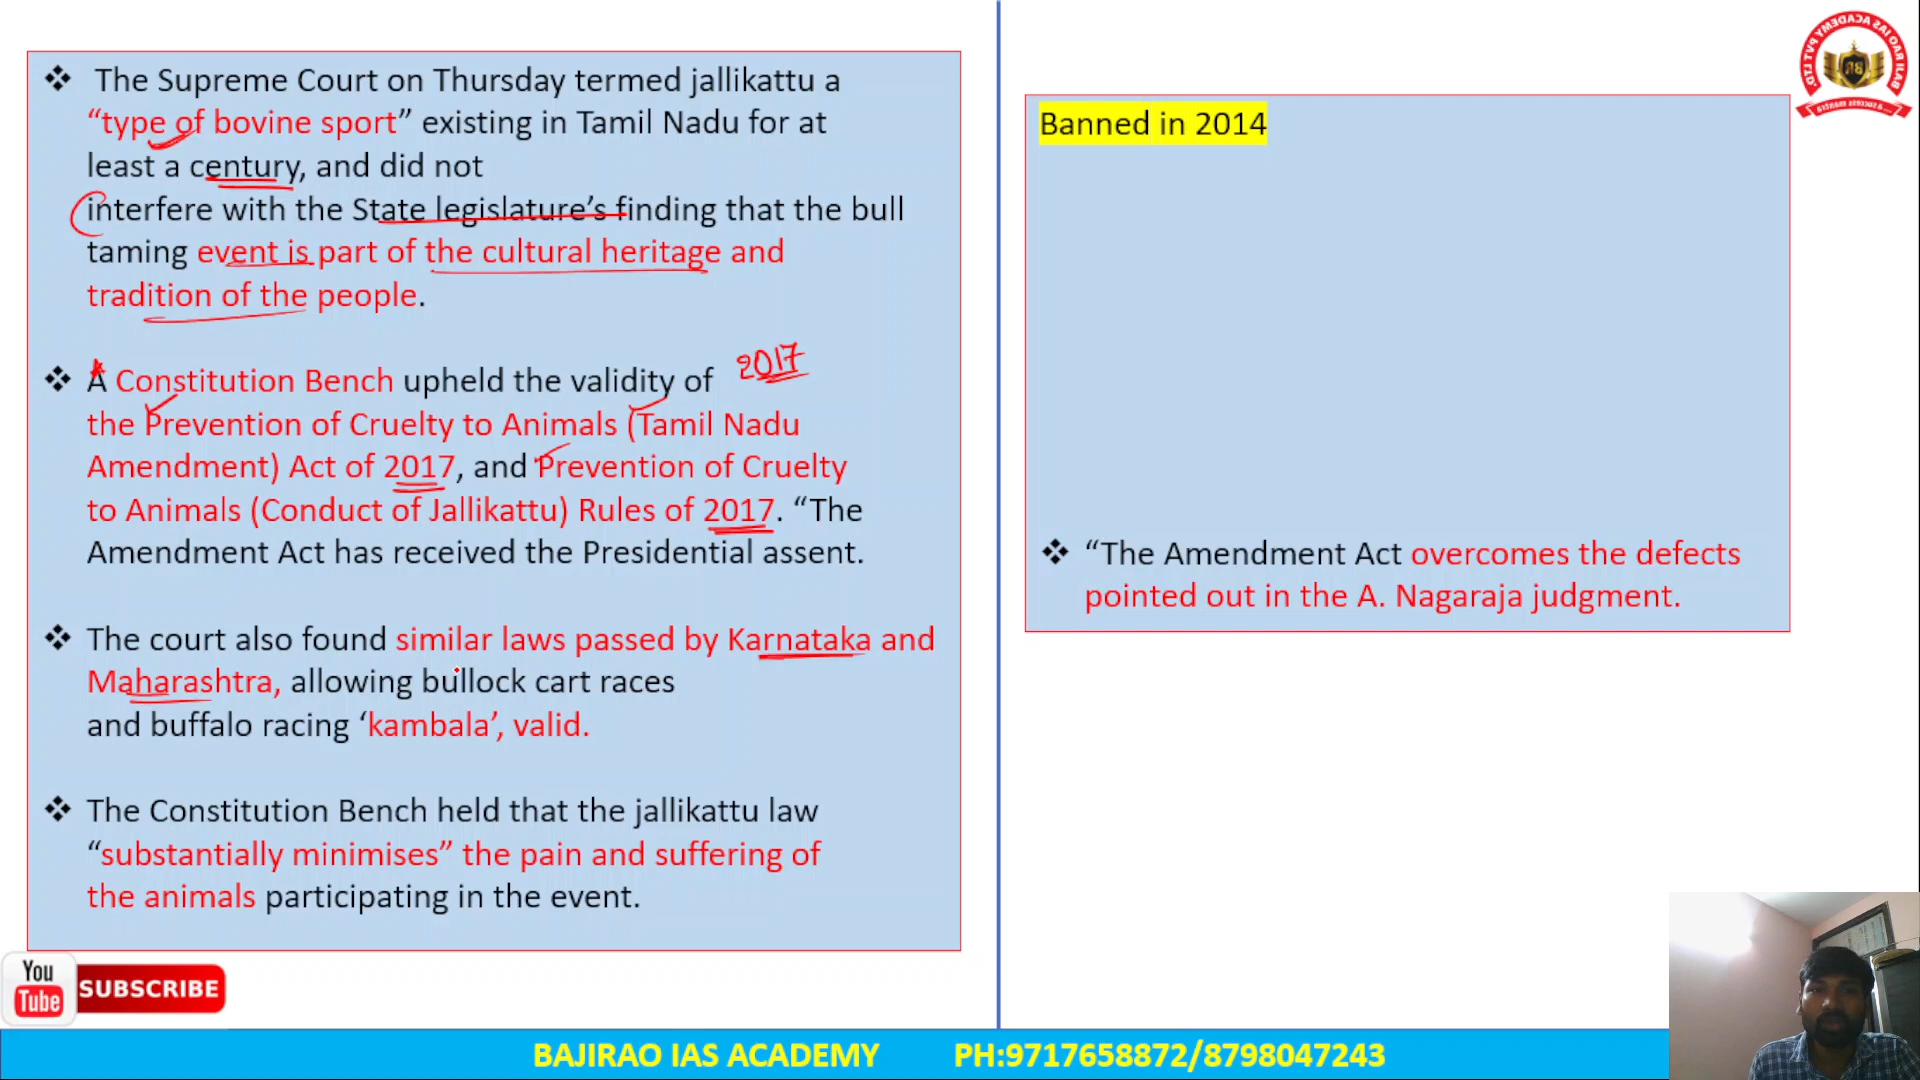 ❖ The Supreme Court on Thursday termed jallikattu a
“type of bovine sport” existing in Tamil Nadu for at
least a century, and did not
interfere with the State legislature’s finding that the bull
taming event is part of the cultural heritage and
tradition of the people.
❖ A Constitution Bench upheld the validity of 2017
the Prevention of Cruelty to Animals (Tamil Nadu
Amendment) Act of 2017, and Prevention of Cruelty
to Animals (Conduct of Jallikattu) Rules of 2017. “The
Amendment Act has received the Presidential assent.
❖ The court also found similar laws passed by Karnataka and
Maharashtra, allowing bullock cart races
and buffalo racing ‘kambala’, valid.
❖ The Constitution Bench held that the jallikattu law
“substantially minimises” the pain and suffering of
the animals participating in the event.
Banned in 2014
❖ “The Amendment Act overcomes the defects
pointed out in the A. Nagaraja judgment.
BAJIRAO IAS ACADEMY PVT LTD.
...a success mantra
You
Tube SUBSCRIBE
BAJIRAO IAS ACADEMY PH:9717658872/8798047243